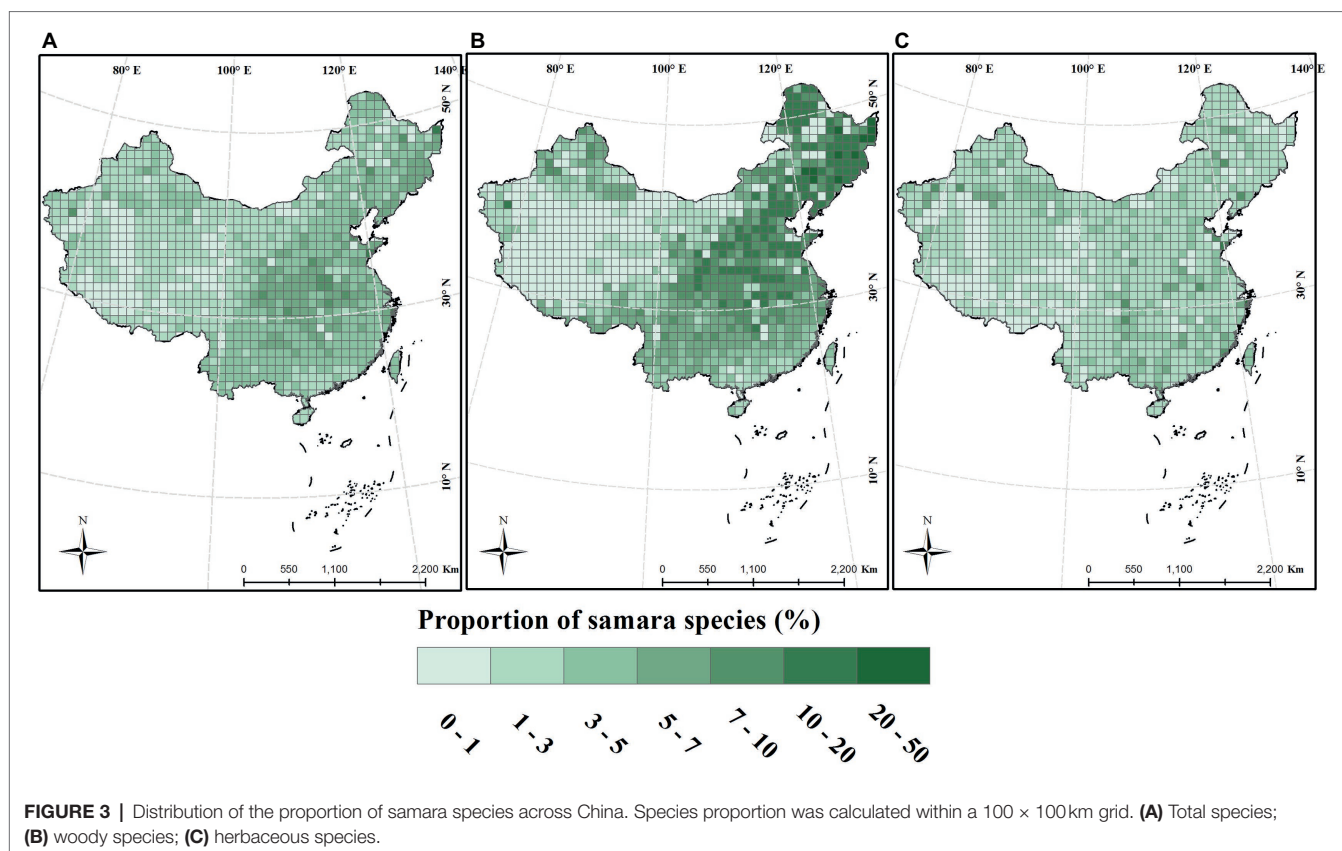 A
B
C
80° E
100° E
120° E
140° E
80° E
100° E
120° E
140° E
80° E
100° E
120° E
140° E
50° N
50° N
50° N
30° N
30° N
30° N
10° N
10° N
10° N
N
N
N
0 550 1,100 2,200 Km
0 550 1,100 2,200 Km
0 550 1,100 2,200 Km
Proportion of samara species (%)
0 - 1
1 - 3
3 - 5
5 - 7
7 - 10
10 - 20
20 - 50
FIGURE 3 | Distribution of the proportion of samara species across China. Species proportion was calculated within a 100 × 100 km grid. (A) Total species;
(B) woody species; (C) herbaceous species.